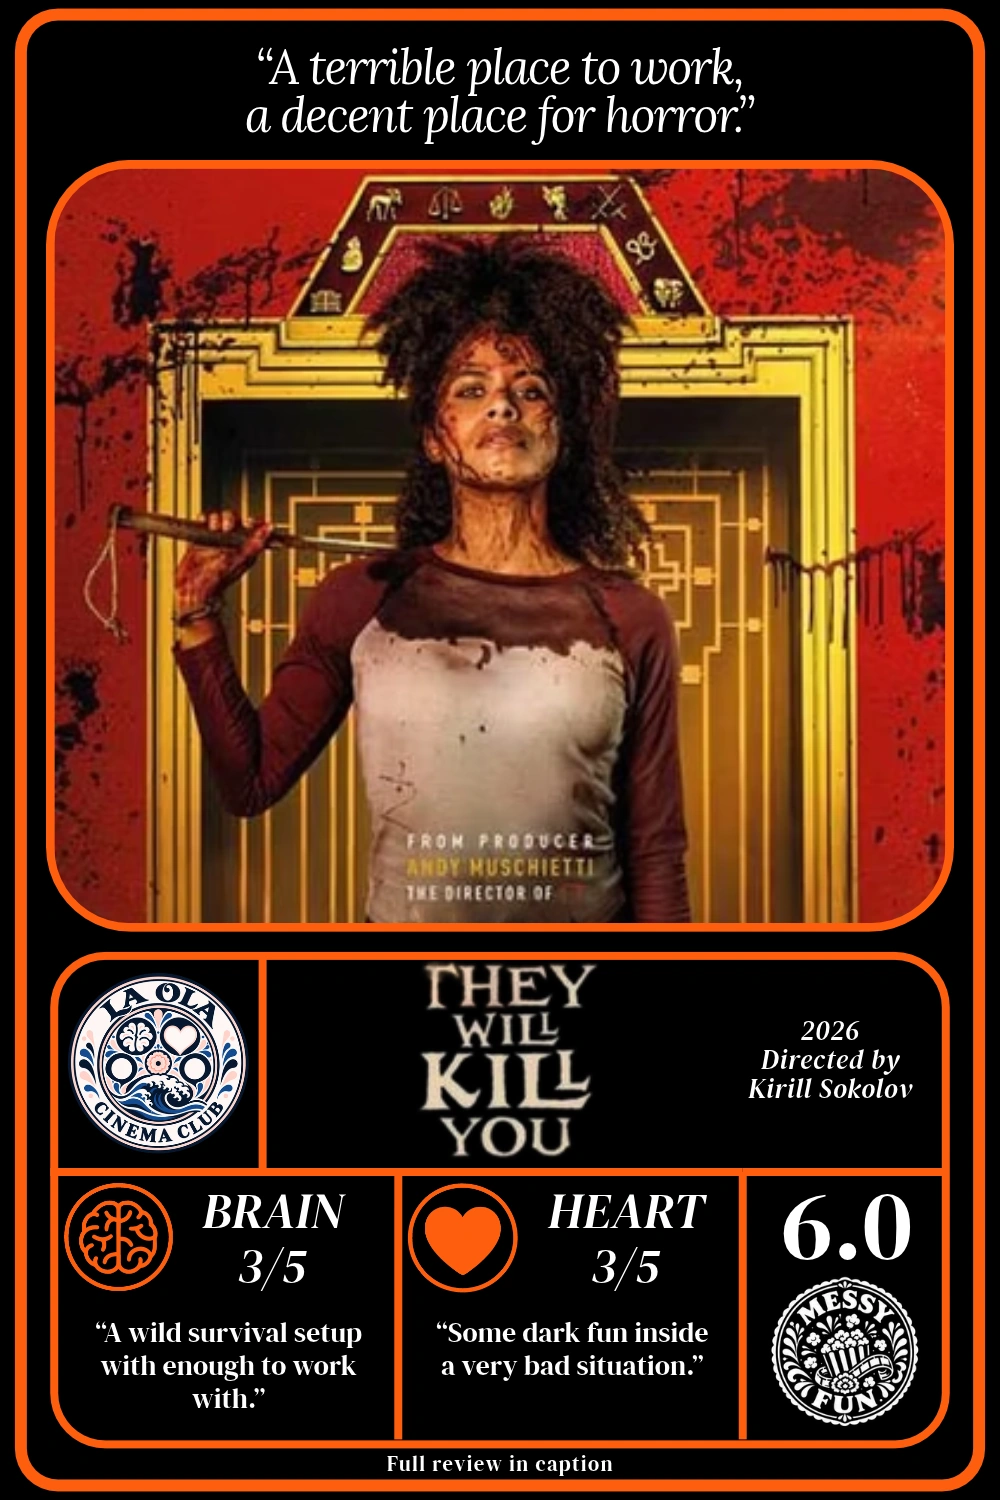 “A terrible place to work,
a decent place for horror.”
FROM PRODUCER
ANDY MUSCHIETTI
THE DIRECTOR OF
LA OLA
CINEMA CLUB
THEY
WILL
KILL
YOU
2026
Directed by
Kirill Sokolov
BRAIN
3/5
“A wild survival setup
with enough to work
with.”
HEART
3/5
“Some dark fun inside
a very bad situation.”
6.0
MESSY
FUN
Full review in caption